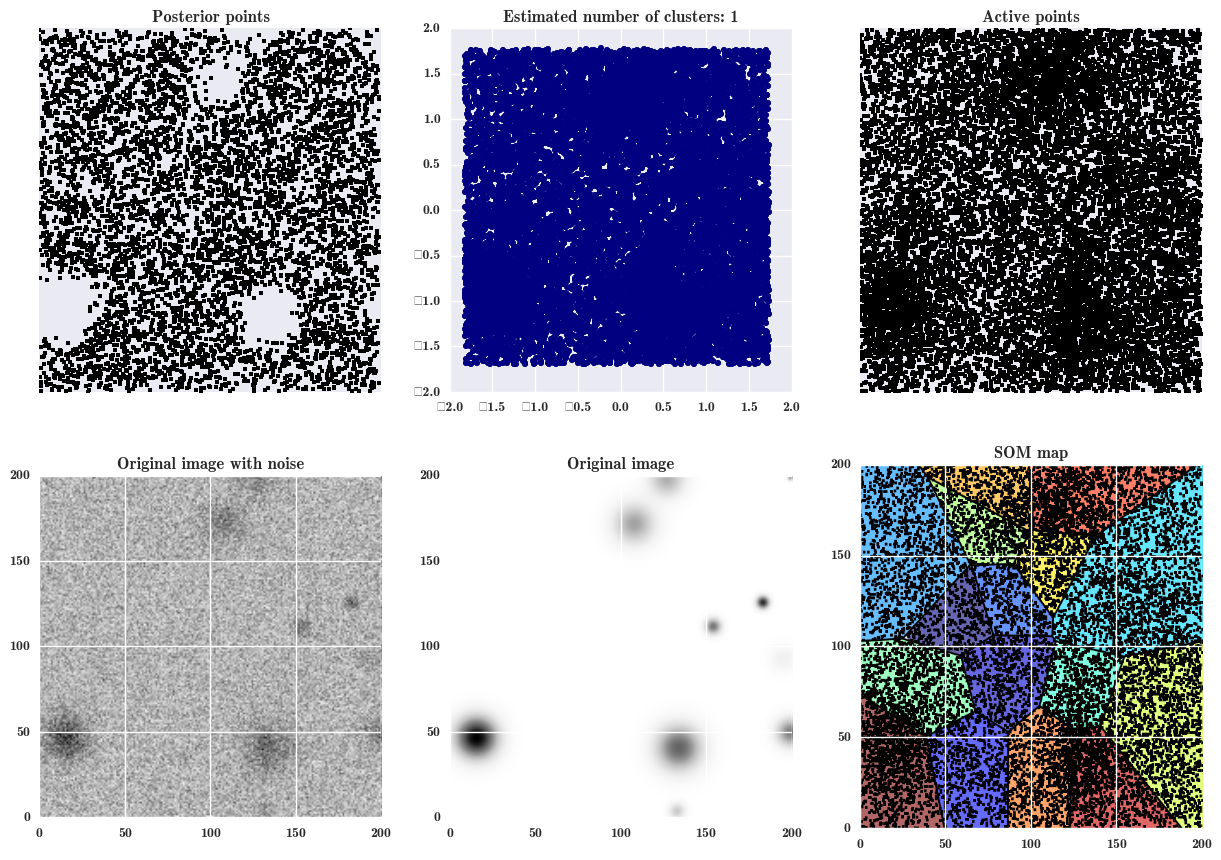 Posterior points
Estimated number of clusters: 1
Active points
2.0
1.5
1.0
0.5
0.0
□0.5
□1.0
□1.5
□2.0
□2.0 □1.5 □1.0 □0.5 0.0 0.5 1.0 1.5 2.0
Original image with noise
Original image
SOM map
200
150
100
50
0
0 50 100 150 200
200
150
100
50
0
0 50 100 150 200
200
150
100
50
0
0 50 100 150 200